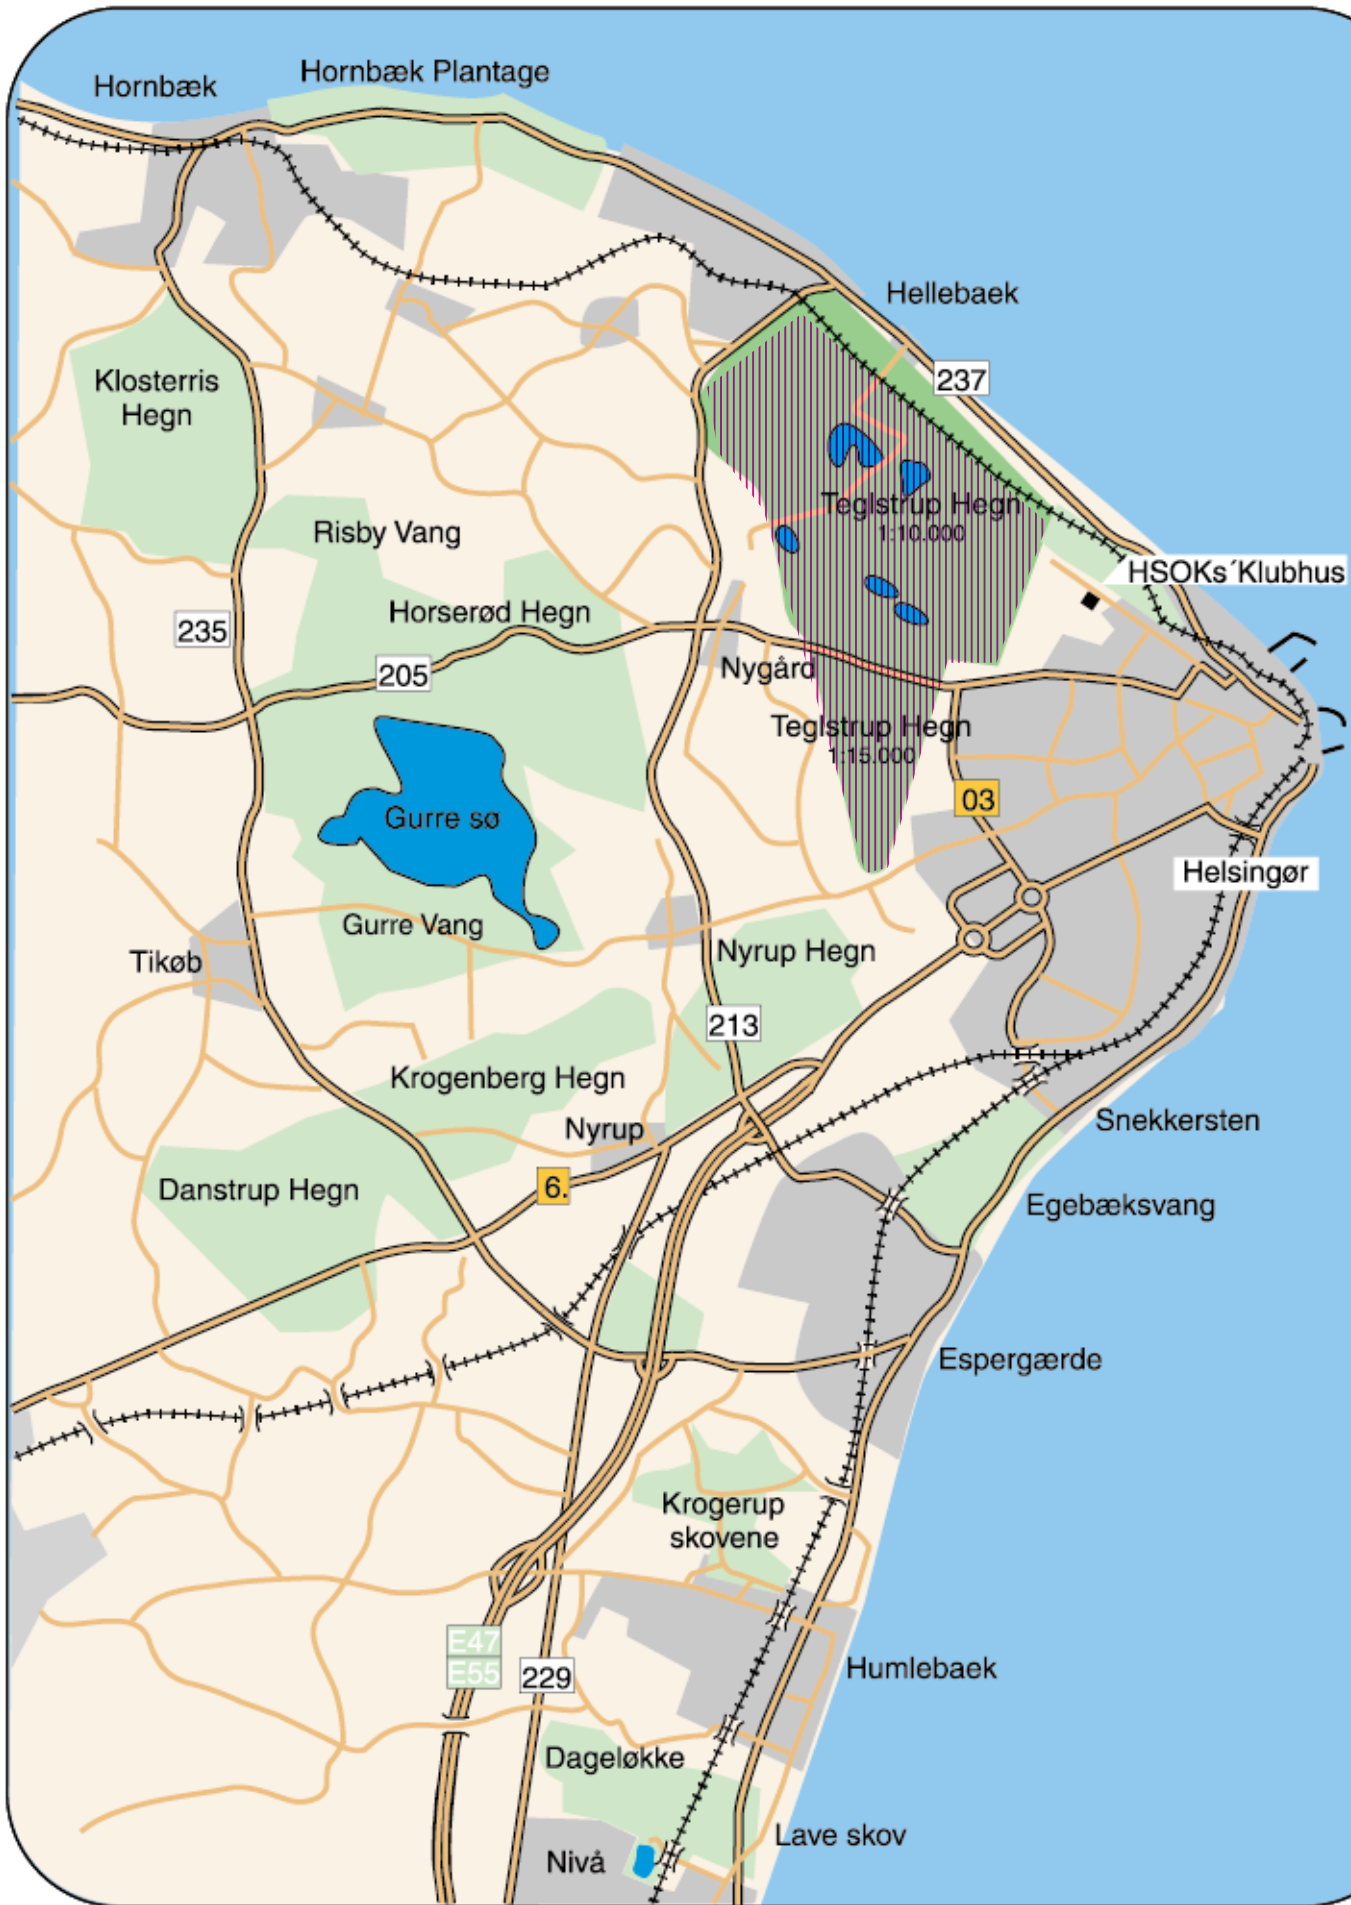 Hornbæk Plantage
Hornbæk
Hellebaek
237
Klosterris
Hegn
Teglstrup Hegn
1:10.000
Risby Vang
HSOKs´Klubhus
Horserød Hegn
235
205
Nygård
Teglstrup Hegn
1:15.000
03
Gurre sø
Helsingør
Gurre Vang
Nyrup Hegn
Tikøb
213
Krogenberg Hegn
Snekkersten
Nyrup
6.
Danstrup Hegn
Egebæksvang
Espergærde
Krogerup
skovene
E47
E55
229
Humlebaek
Dageløkke
Lave skov
Nivå